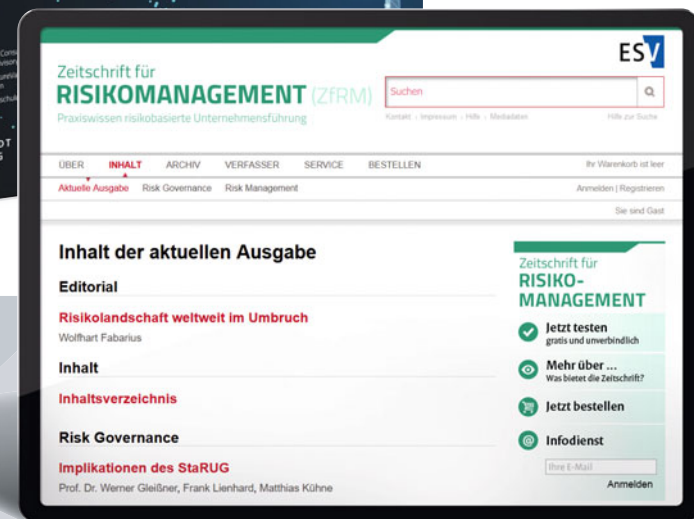 ESV
Zeitschrift für
RISIKOMANAGEMENT (ZfRM)
Praxiswissen risikobasierte Unternehmensführung
Suchen
Kontakt | Impressum | Hilfe | Mediadaten
Hilfe zur Suche
ÜBER INHALT ARCHIV VERFASSER SERVICE BESTELLEN
Ihr Warenkorb ist leer
Aktuelle Ausgabe Risk Governance Risk Management
Anmelden | Registrieren
Sie sind Gast
Inhalt der aktuellen Ausgabe
Editorial
Risikolandschaft weltweit im Umbruch
Wolfhart Fabarius
Inhalt
Inhaltsverzeichnis
Risk Governance
Implikationen des StaRUG
Prof. Dr. Werner Gleißner, Frank Lienhard, Matthias Kühne
Zeitschrift für
RISIKO-
MANAGEMENT
Jetzt testen
gratis und unverbindlich
Mehr über ...
Was bietet die Zeitschrift?
Jetzt bestellen
Infodienst
Ihre E-Mail
Anmelden